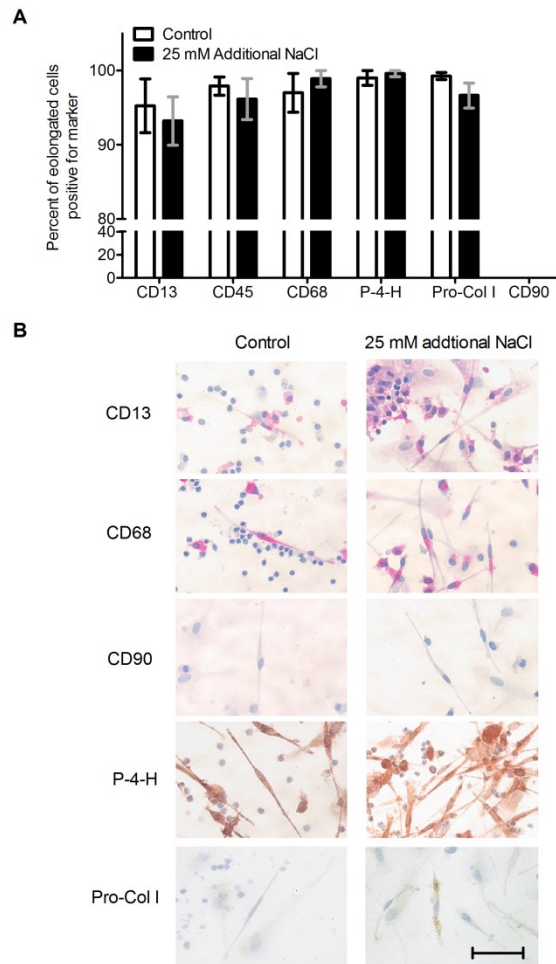 A
Control
25 mM Additional NaCl
Percent of eolongated cells
positive for marker
100
90
80
40
20
0
CD13 CD45 CD68 P-4-H Pro-Col I CD90
B
Control 25 mM addtional NaCl
CD13
CD68
CD90
P-4-H
Pro-Col I